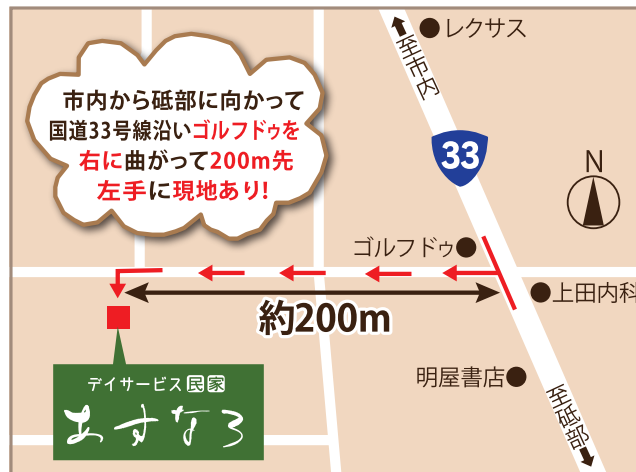 レクサス
至市内
市内から砥部に向かって
国道33号線沿いゴルフドゥを
右に曲がって200m先
左手に現地あり!
33
N
ゴルフドゥ
上田内科
約200m
明屋書店
デイサービス 民家
あすなろ
至砥部